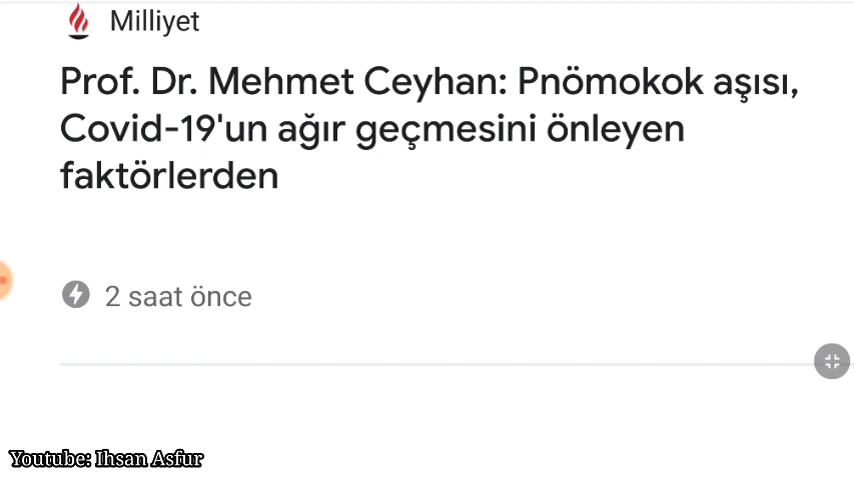 Milliyet
Prof. Dr. Mehmet Ceyhan: Pnömokok aşısı,
Covid-19'un ağır geçmesini önleyen
faktörlerden
2 saat önce
Youtube: Ihsan Asfur